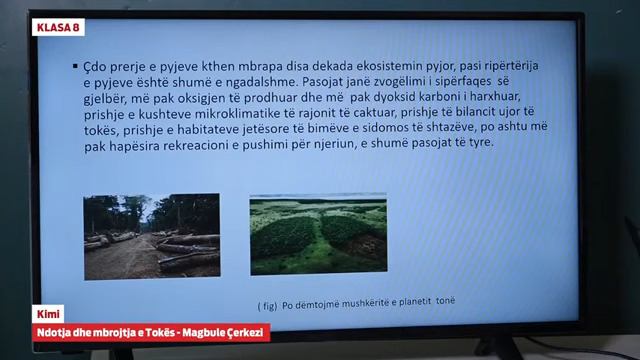 KLASA 8
▪ Çdo prerje e pyjeve kthen mbrapa disa dekada ekosistemin pyjor, pasi ripërtërija
e pyjeve është shumë e ngadalshme. Pasojat janë zvogëlimi i sipërfaqes së
gjelbër, më pak oksigjen të prodhuar dhe më pak dyoksid karboni i harxhuar,
prishje e kushteve mikroklimatike të rajonit të caktuar, prishje të bilancit ujor të
tokës, prishje e habitateve jetësore të bimëve e sidomos të shtazëve, po ashtu më
pak hapësira rekreacioni e pushimi për njeriun, e shumë pasojat të tyre.
( fig) Po dëmtojmë mushkëritë e planetit tonë
Kimi
Ndotja dhe mbrojtja e Tokës - Magbule Çerkezi